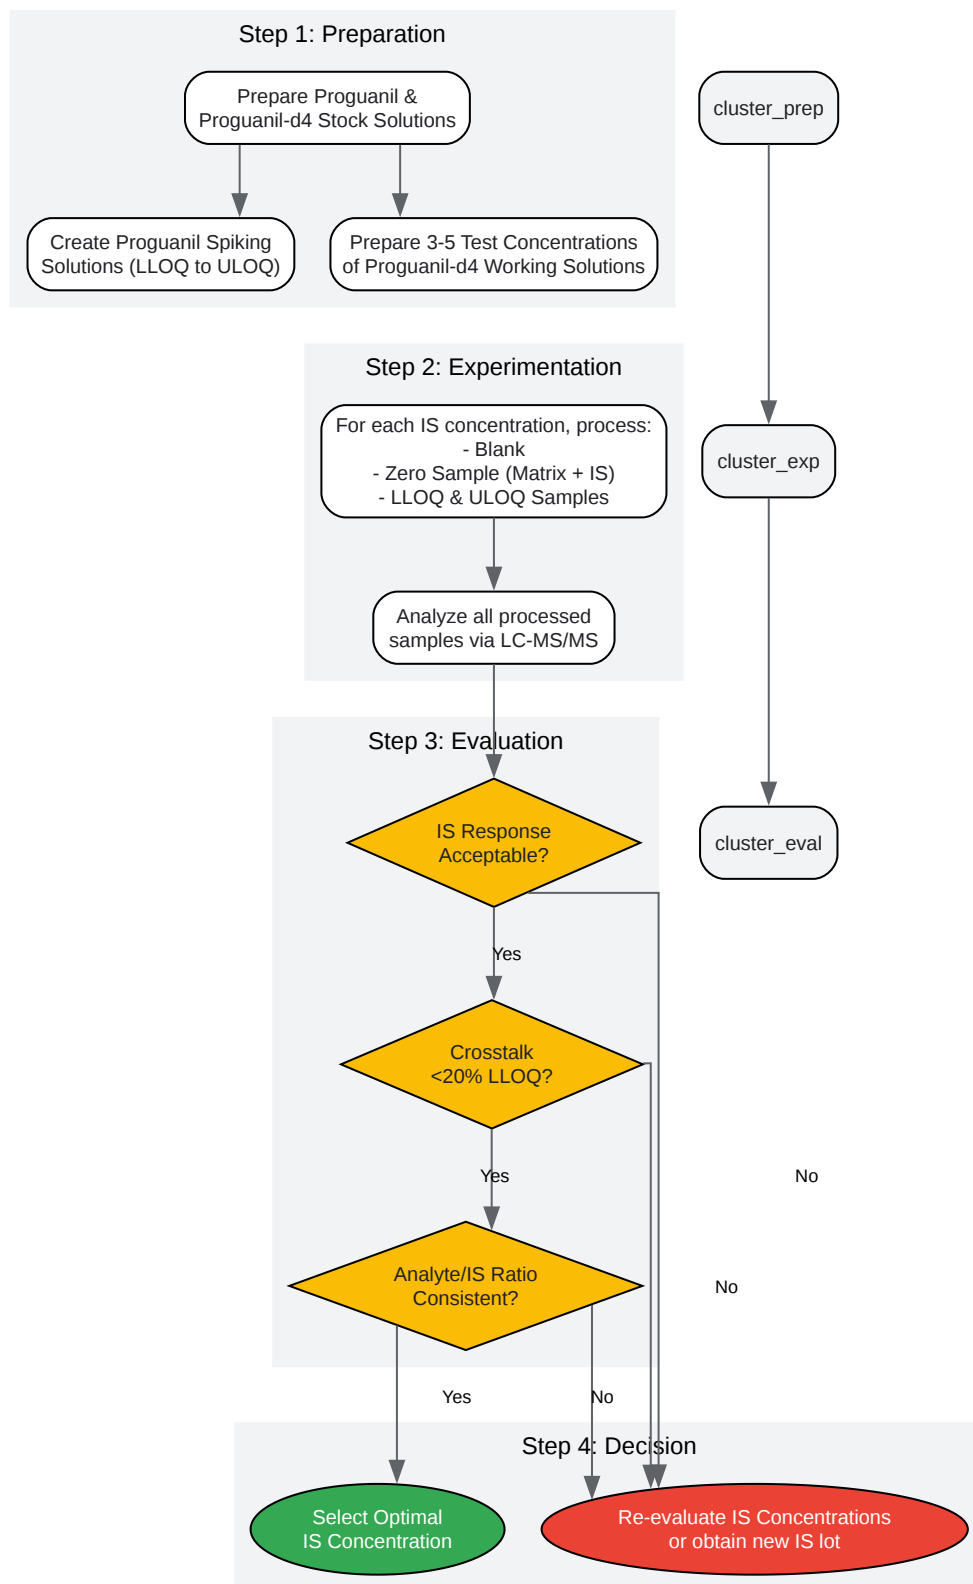 Step 1: Preparation
Prepare Proguanil &
Proguanil-d4 Stock Solutions
cluster_prep
Create Proguanil Spiking
Solutions (LLOQ to ULOQ)
Prepare 3-5 Test Concentrations
of Proguanil-d4 Working Solutions
Step 2: Experimentation
For each IS concentration, process:
- Blank
- Zero Sample (Matrix + IS)
- LLOQ & ULOQ Samples
cluster_exp
Analyze all processed
samples via LC-MS/MS
Step 3: Evaluation
IS Response
Acceptable?
cluster_eval
Yes
Crosstalk
<20% LLOQ?
Yes
No
Analyte/IS Ratio
Consistent?
No
Yes
No
Step 4: Decision
Select Optimal
IS Concentration
Re-evaluate IS Concentrations
or obtain new IS lot